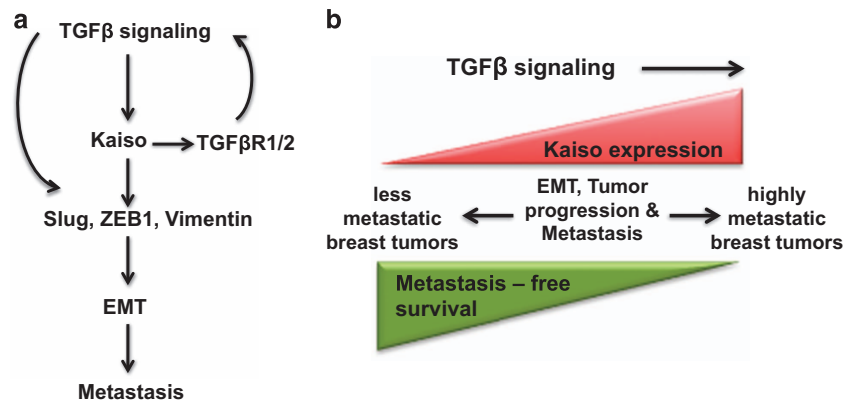 a
TGFβ signaling
Kaiso
TGFβR1/2
Slug, ZEB1, Vimentin
EMT
Metastasis
b
TGFβ signaling
Kaiso expression
less
metastatic
breast tumors
EMT, Tumor
progression &
Metastasis
highly
metastatic
breast tumors
Metastasis – free
survival